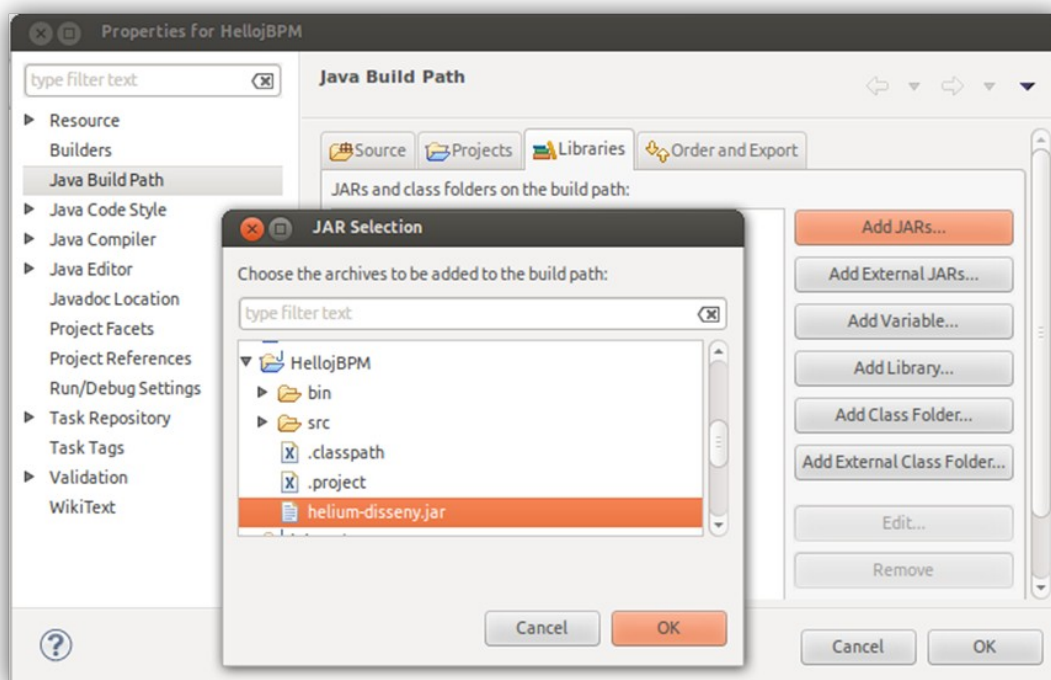 Properties for HellojBPM
type filter text
Resource
Builders
Java Build Path
Java Code Style
Java Compiler
Java Editor
Javadoc Location
Project Facets
Project References
Run/Debug Settings
Task Repository
Task Tags
Validation
WikiText
Java Build Path
Source Projects Libraries Order and Export
JARs and class folders on the build path:
Add JARs...
Add External JARs...
Add Variable...
Add Library...
Add Class Folder...
Add External Class Folder...
Edit...
Remove
JAR Selection
Choose the archives to be added to the build path:
type filter text
HellojBPM
bin
src
.classpath
.project
helium-disseny.jar
Cancel OK
? Cancel OK